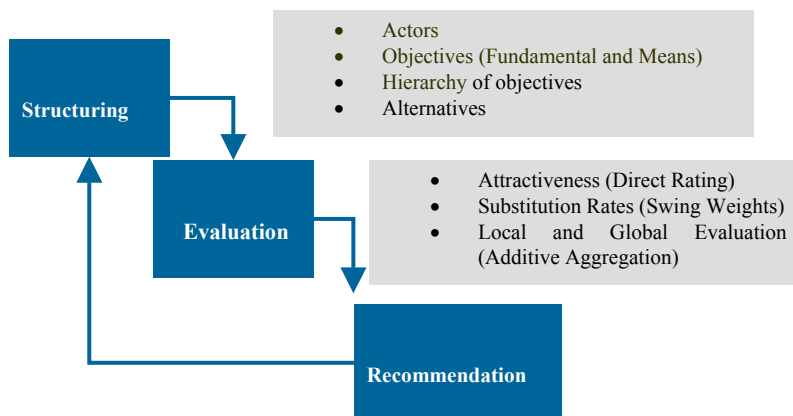 • Actors
• Objectives (Fundamental and Means)
• Hierarchy of objectives
• Alternatives
Structuring
• Attractiveness (Direct Rating)
• Substitution Rates (Swing Weights)
• Local and Global Evaluation
(Additive Aggregation)
Evaluation
Recommendation